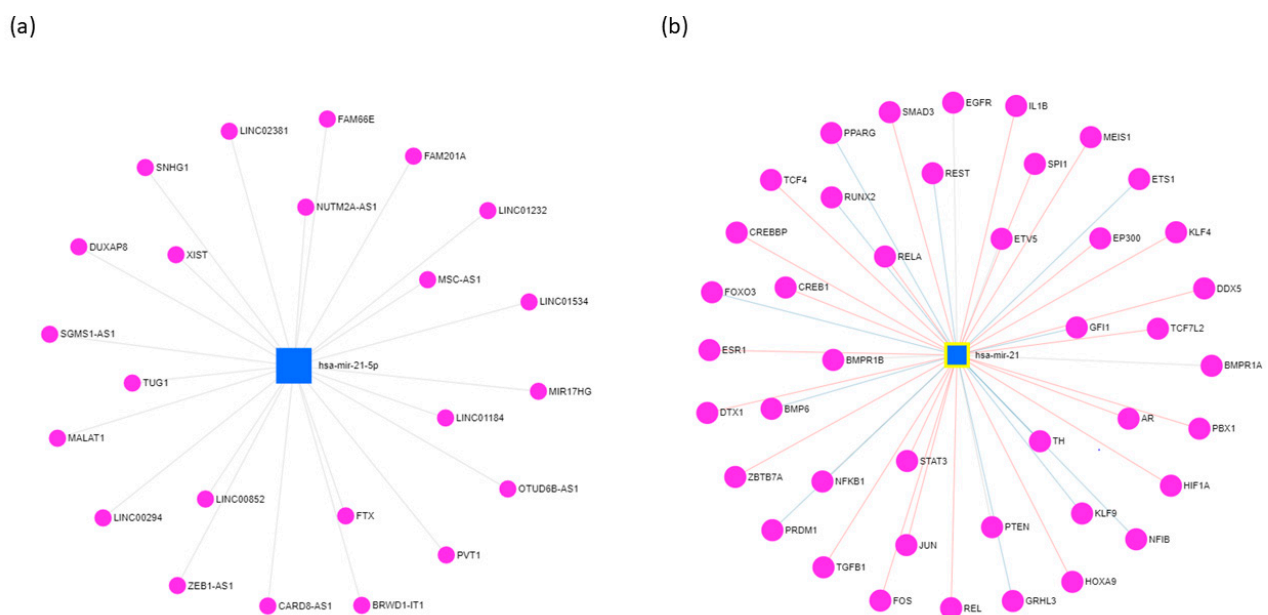 (a)
FAM66E
LINC02381
FAM201A
SNHG1
NUTM2A-AS1
LINC01232
DUXAP8
XIST
MSC-AS1
LINC01534
SGMS1-AS1
hsa-mir-21-5p
TUG1
MIR17HG
LINC01184
MALAT1
OTUD6B-AS1
LINC00852
LINC00294
FTX
PVT1
ZEB1-AS1
CARD8-AS1
BRWD1-IT1
(b)
EGFR
IL1B
SMAD3
PPARG
MEIS1
SPI1
REST
TCF4
ETS1
RUNX2
CREBBP
KLF4
ETV5
EP300
RELA
CREB1
FOXO3
DDX5
GFI1
TCF7L2
ESR1
hsa-mir-21
BMPR1B
BMPR1A
DTX1
BMP6
AR
PBX1
TH
STAT3
ZBTB7A
NFKB1
HIF1A
KLF9
PRDM1
PTEN
NFIB
JUN
TGFB1
HOXA9
FOS
REL
GRHL3